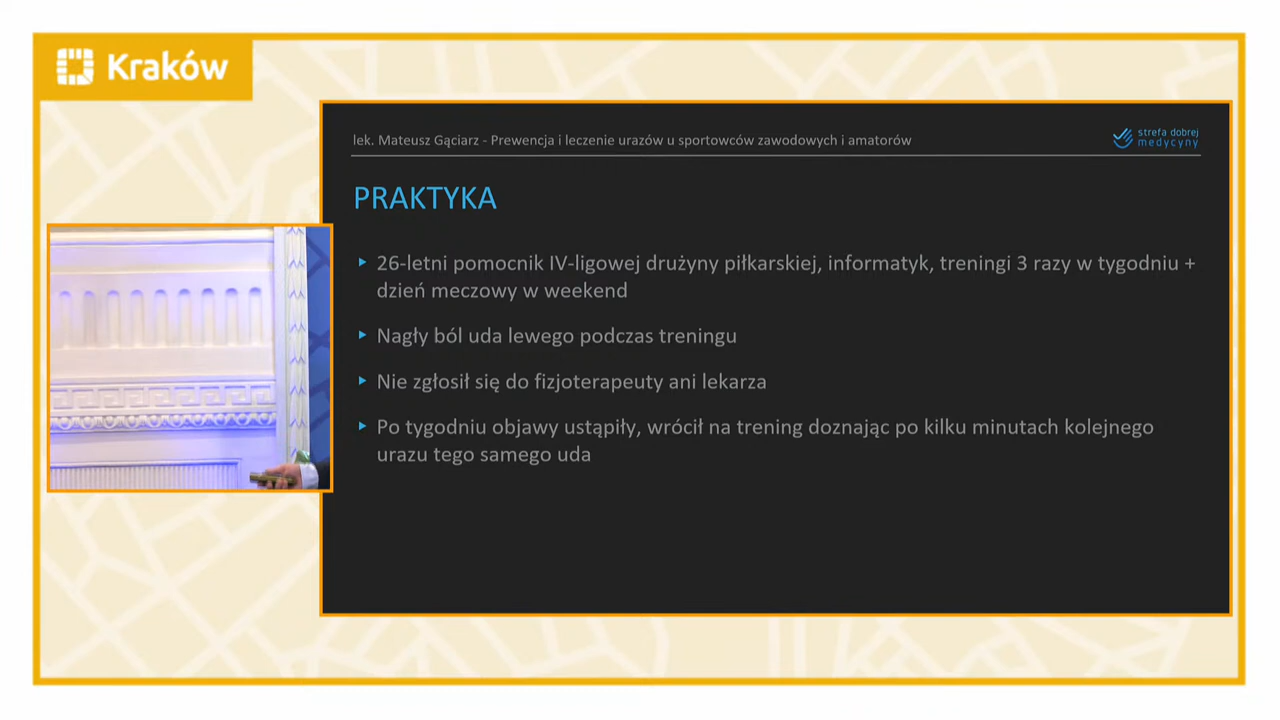 Kraków
lek. Mateusz Gąciarz - Prewencja i leczenie urazów u sportowców zawodowych i amatorów
strefa dobrej
medycyny
PRAKTYKA
26-letni pomocnik IV-ligowej drużyny piłkarskiej, informatyk, treningi 3 razy w tygodniu +
dzień meczowy w weekend
Nagły ból uda lewego podczas treningu
Nie zgłosił się do fizjoterapeuty ani lekarza
Po tygodniu objawy ustąpiły, wrócił na trening doznając po kilku minutach kolejnego
urazu tego samego uda